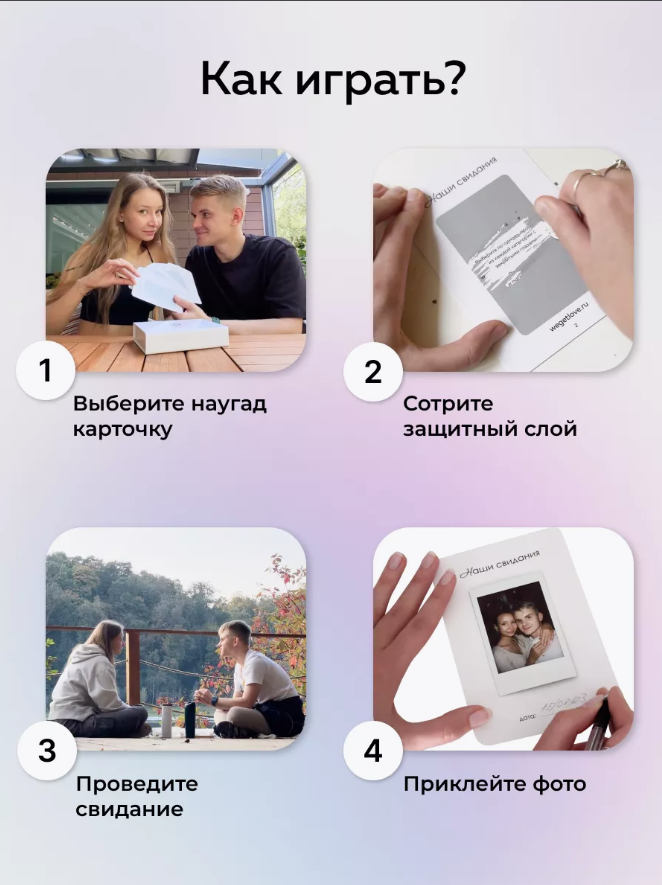 Как играть?
Наши свидания
wegetlove.ru
2
1
Выберите наугад
карточку
2
Сотрите
защитный слой
Наши свидания
дата:
3
Проведите
свидание
4
Приклейте фото